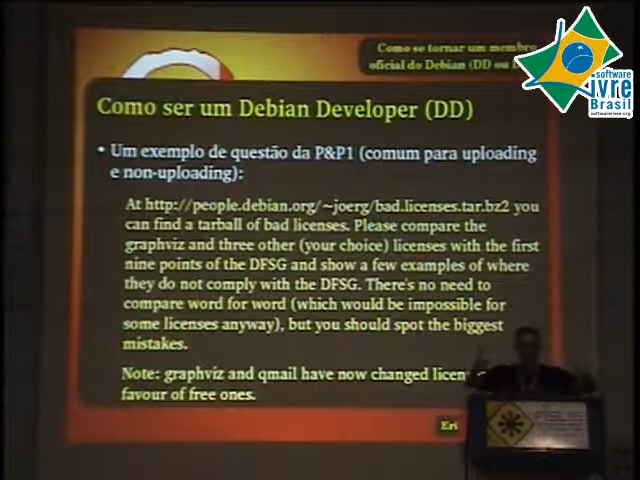 Como se tornar um membro
oficial do Debian (DD ou
software
livre
Brasil
softwarelivre.org
Como ser um Debian Developer (DD)
• Um exemplo de questão da P&P1 (comum para uploading
e non-uploading):
At http://people.debian.org/~joerg/bad.licenses.tar.bz2 you
can find a tarball of bad licenses. Please compare the
graphviz and three other (your choice) licenses with the first
nine points of the DFSG and show a few examples of where
they do not comply with the DFSG. There's no need to
compare word for word (which would be impossible for
some licenses anyway), but you should spot the biggest
mistakes.
Note: graphviz and qmail have now changed licen
favour of free ones.
Eri